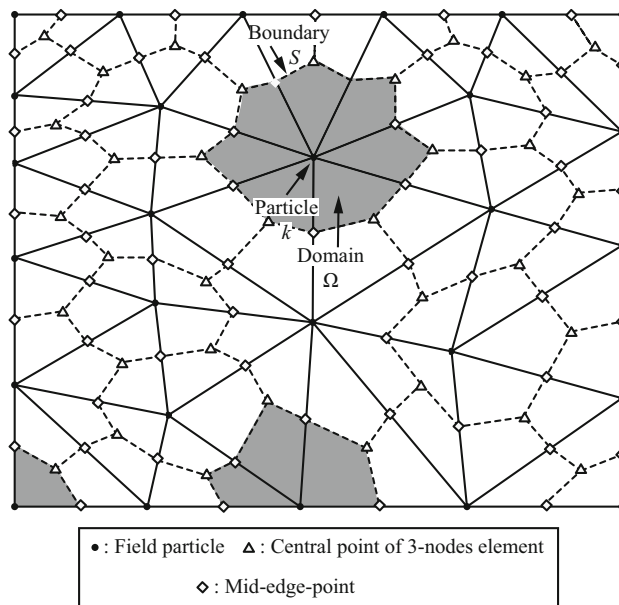 Boundary
S
Particle
k
Domain
Ω
: Field particle : Central point of 3-nodes element
: Mid-edge-point